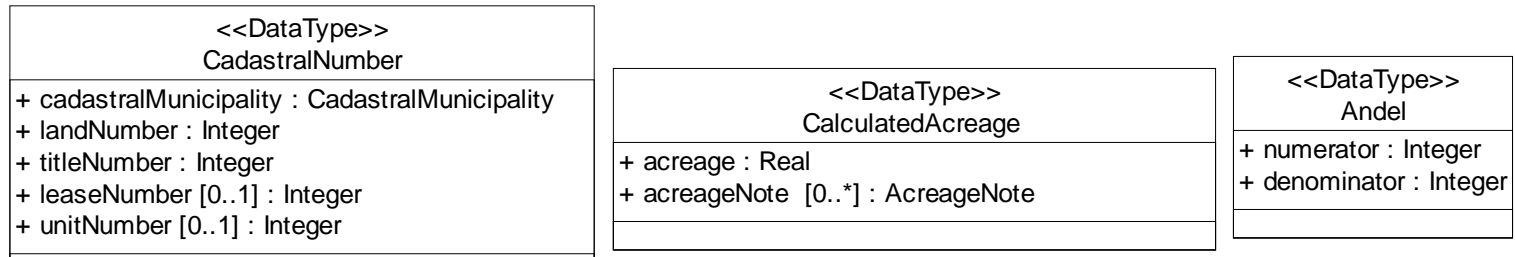 <<DataType>>
CadastralNumber
+ cadastralMunicipality : CadastralMunicipality
+ landNumber : Integer
+ titleNumber : Integer
+ leaseNumber [0..1] : Integer
+ unitNumber [0..1] : Integer
<<DataType>>
CalculatedAcreage
+ acreage : Real
+ acreageNote [0..*] : AcreageNote
<<DataType>>
Andel
+ numerator : Integer
+ denominator : Integer